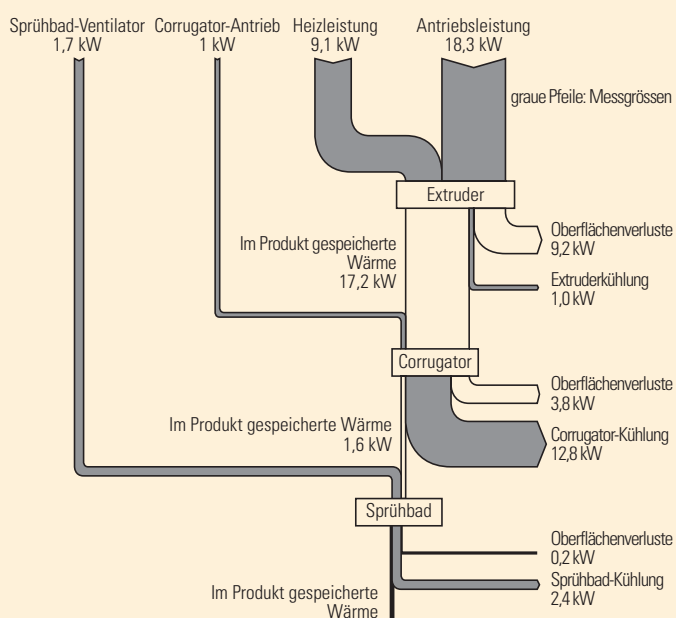 Sprühbad-Ventilator
1,7 kW
Corrugator-Antrieb
1 kW
Heizleistung
9,1 kW
Antriebsleistung
18,3 kW
graue Pfeile: Messgrössen
Extruder
Oberflächenverluste
9,2 kW
Im Produkt gespeicherte
Wärme
17,2 kW
Extruderkühlung
1,0 kW
Corrugator
Oberflächenverluste
3,8 kW
Im Produkt gespeicherte Wärme
1,6 kW
Corrugator-Kühlung
12,8 kW
Sprühbad
Oberflächenverluste
0,2 kW
Sprühbad-Kühlung
2,4 kW
Im Produkt gespeicherte
Wärme